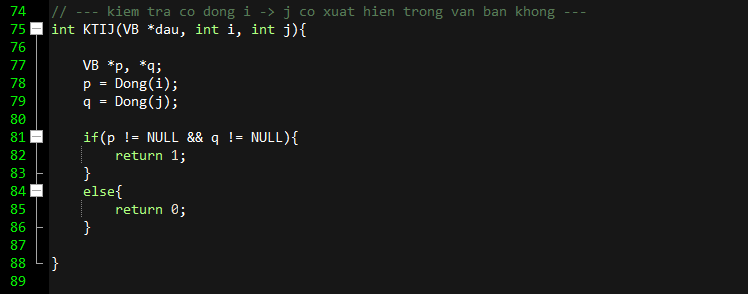 74 // --- kiem tra co dong i -> j co xuat hien trong van ban khong ---
75 int KTIJ(VB *dau, int i, int j){
76
77     VB *p, *q;
78     p = Dong(i);
79     q = Dong(j);
80
81     if(p != NULL && q != NULL){
82         return 1;
83     }
84     else{
85         return 0;
86     }
87
88 }
89